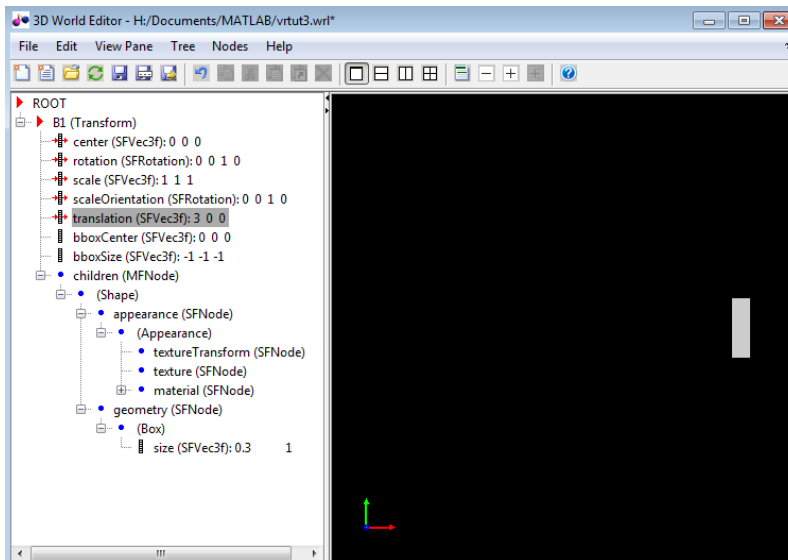 3D World Editor - H:/Documents/MATLAB/vrtut3.wrl*
File Edit View Pane Tree Nodes Help
ROOT
B1 (Transform)
center (SFVec3f): 0 0 0
rotation (SFRotation): 0 0 1 0
scale (SFVec3f): 1 1 1
scaleOrientation (SFRotation): 0 0 1 0
translation (SFVec3f): 3 0 0
bboxCenter (SFVec3f): 0 0 0
bboxSize (SFVec3f): -1 -1 -1
children (MFNode)
(Shape)
appearance (SFNode)
(Appearance)
textureTransform (SFNode)
texture (SFNode)
material (SFNode)
geometry (SFNode)
(Box)
size (SFVec3f): 0.3 1